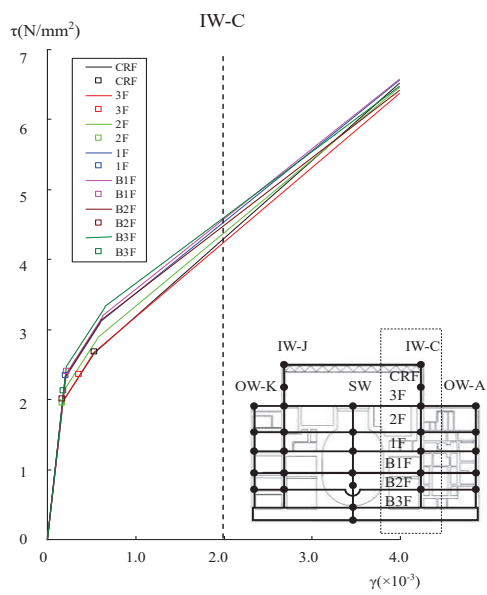 IW-C
τ(N/mm²)
7
6
5
4
3
2
1
0
CRF
CRF
3F
3F
2F
2F
1F
1F
B1F
B1F
B2F
B2F
B3F
B3F
IW-J
IW-C
OW-K
SW
CRF
OW-A
3F
2F
1F
B1F
B2F
B3F
0 1.0 2.0 3.0 4.0
γ(×10⁻³)